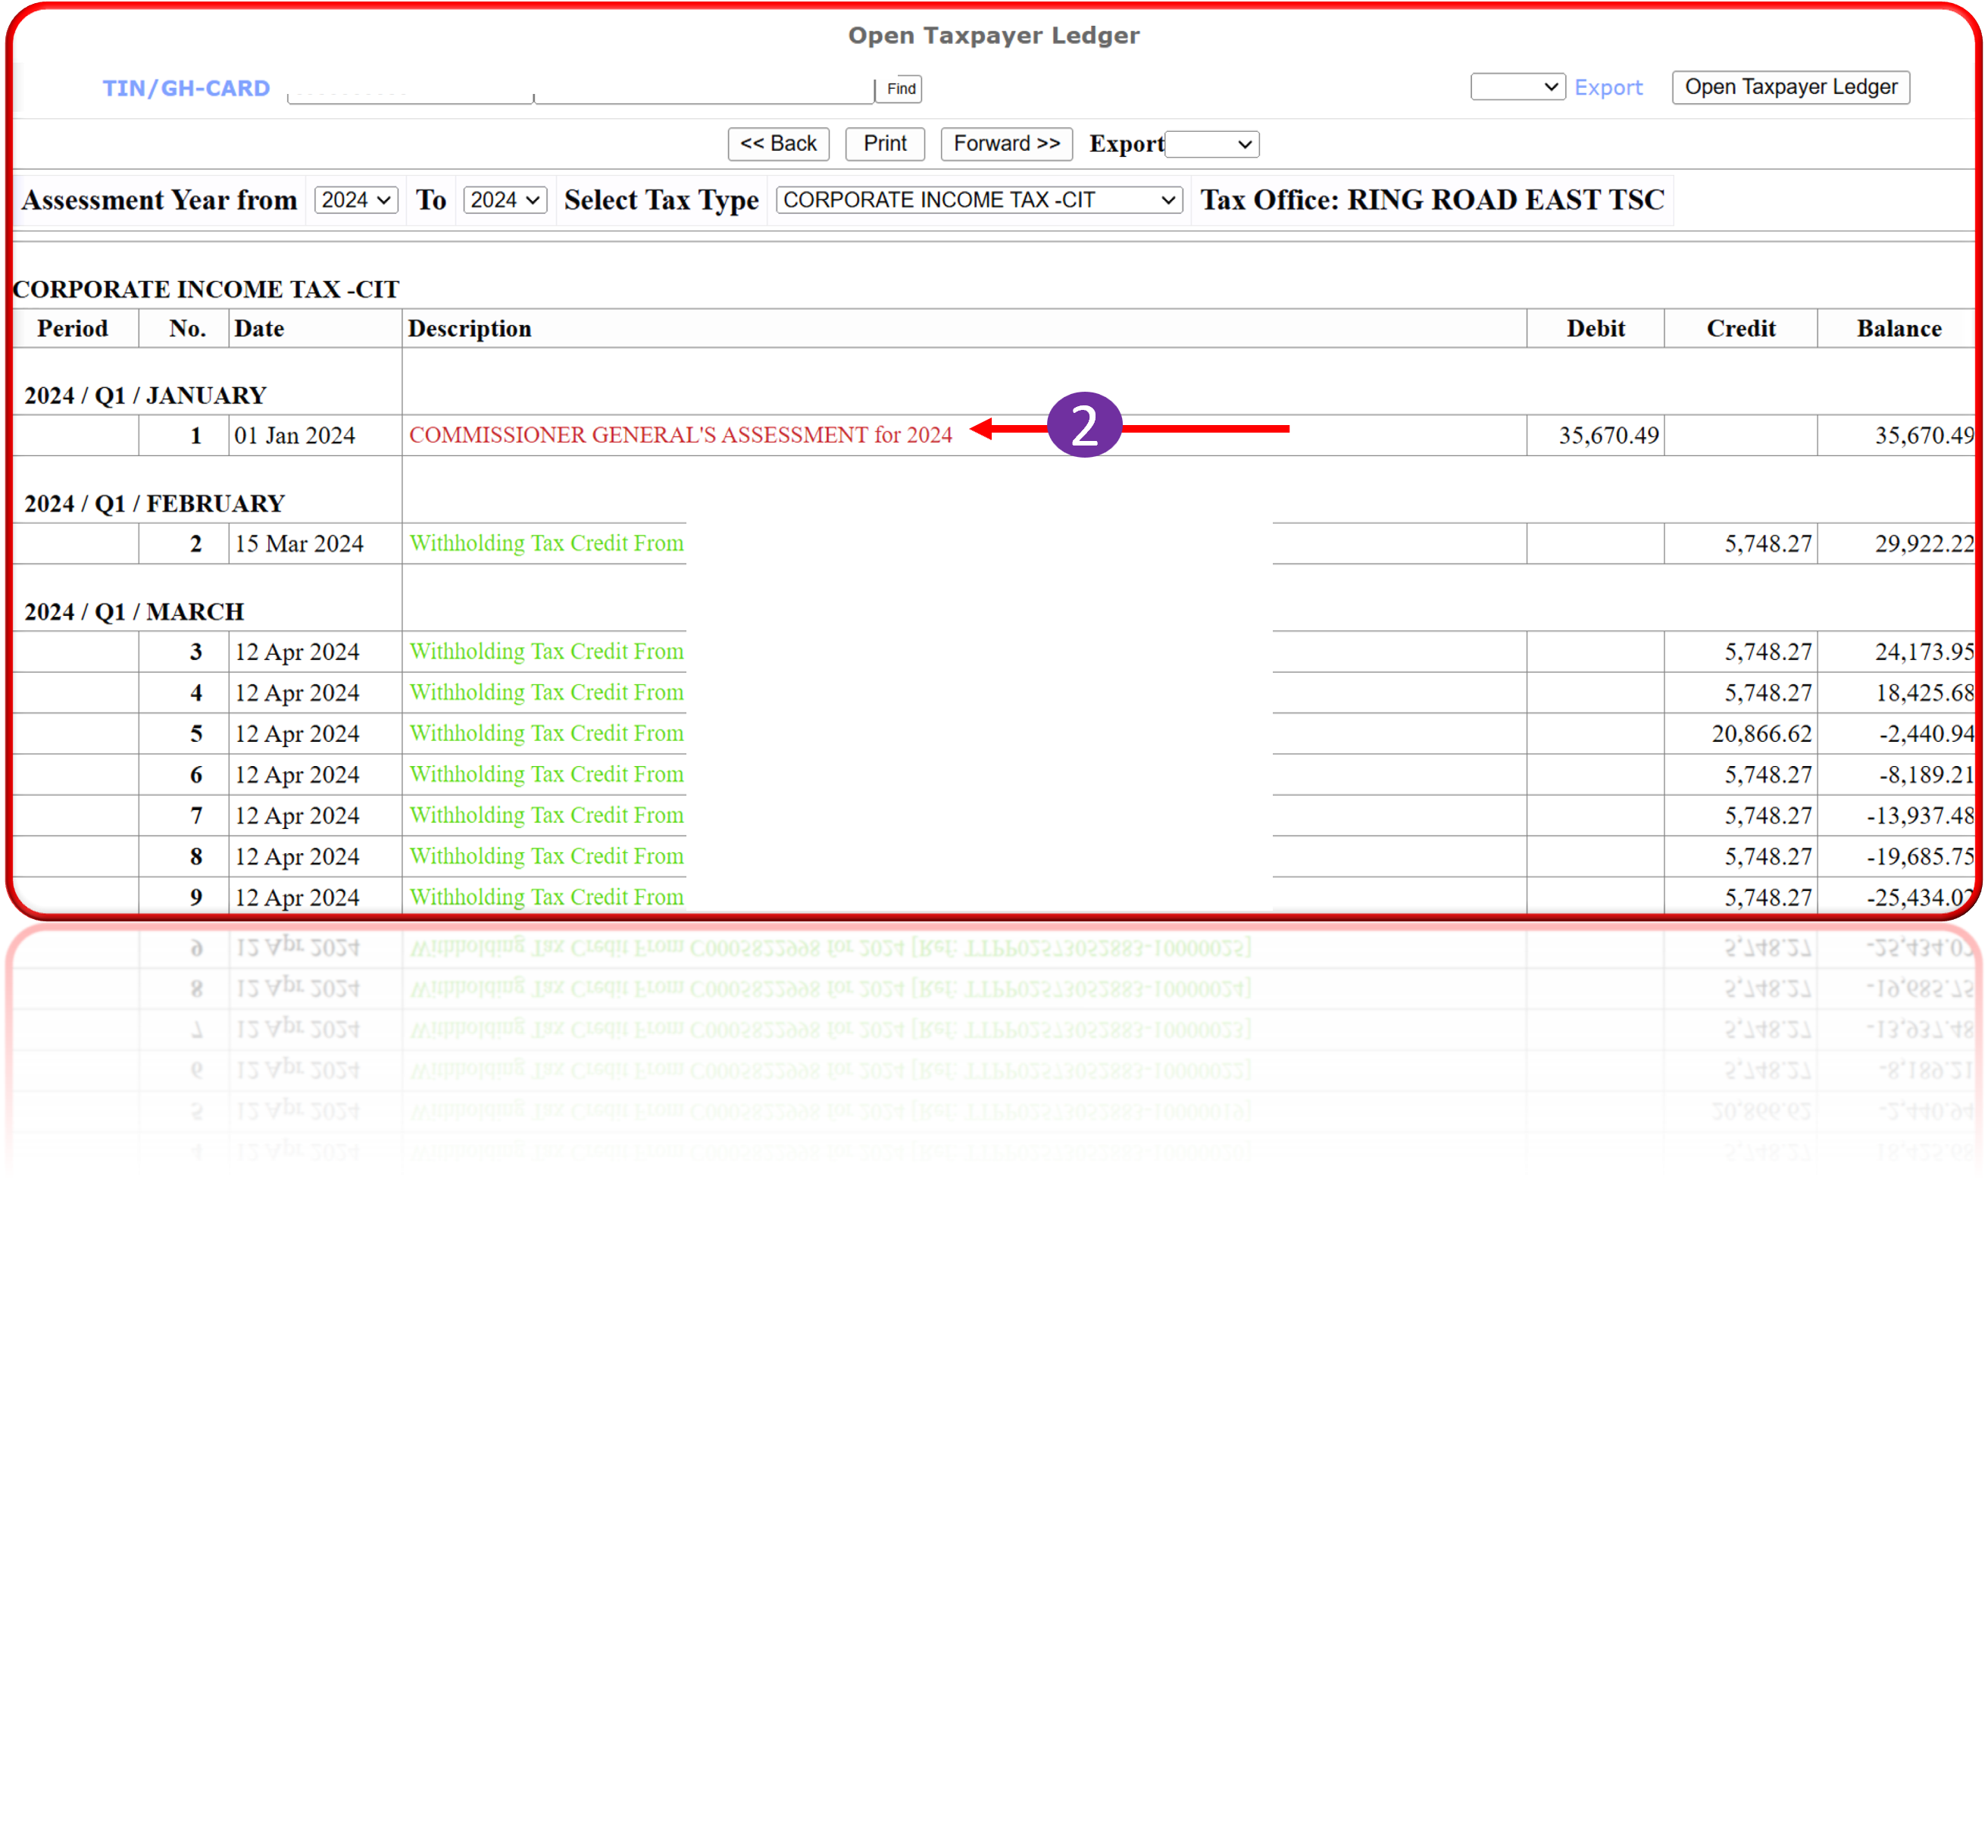 Open Taxpayer Ledger
TIN/GH-CARD Find Export Open Taxpayer Ledger
<< Back Print Forward >> Export
Assessment Year from 2024 To 2024 Select Tax Type CORPORATE INCOME TAX -CIT Tax Office: RING ROAD EAST TSC
CORPORATE INCOME TAX -CIT
Period No. Date Description Debit Credit Balance
2024 / Q1 / JANUARY
1 01 Jan 2024 COMMISSIONER GENERAL'S ASSESSMENT for 2024 2 35,670.49 35,670.49
2024 / Q1 / FEBRUARY
2 15 Mar 2024 Withholding Tax Credit From 5,748.27 29,922.22
2024 / Q1 / MARCH
3 12 Apr 2024 Withholding Tax Credit From 5,748.27 24,173.95
4 12 Apr 2024 Withholding Tax Credit From 5,748.27 18,425.68
5 12 Apr 2024 Withholding Tax Credit From 20,866.62 -2,440.94
6 12 Apr 2024 Withholding Tax Credit From 5,748.27 -8,189.21
7 12 Apr 2024 Withholding Tax Credit From 5,748.27 -13,937.48
8 12 Apr 2024 Withholding Tax Credit From 5,748.27 -19,685.75
9 12 Apr 2024 Withholding Tax Credit From 5,748.27 -25,434.02